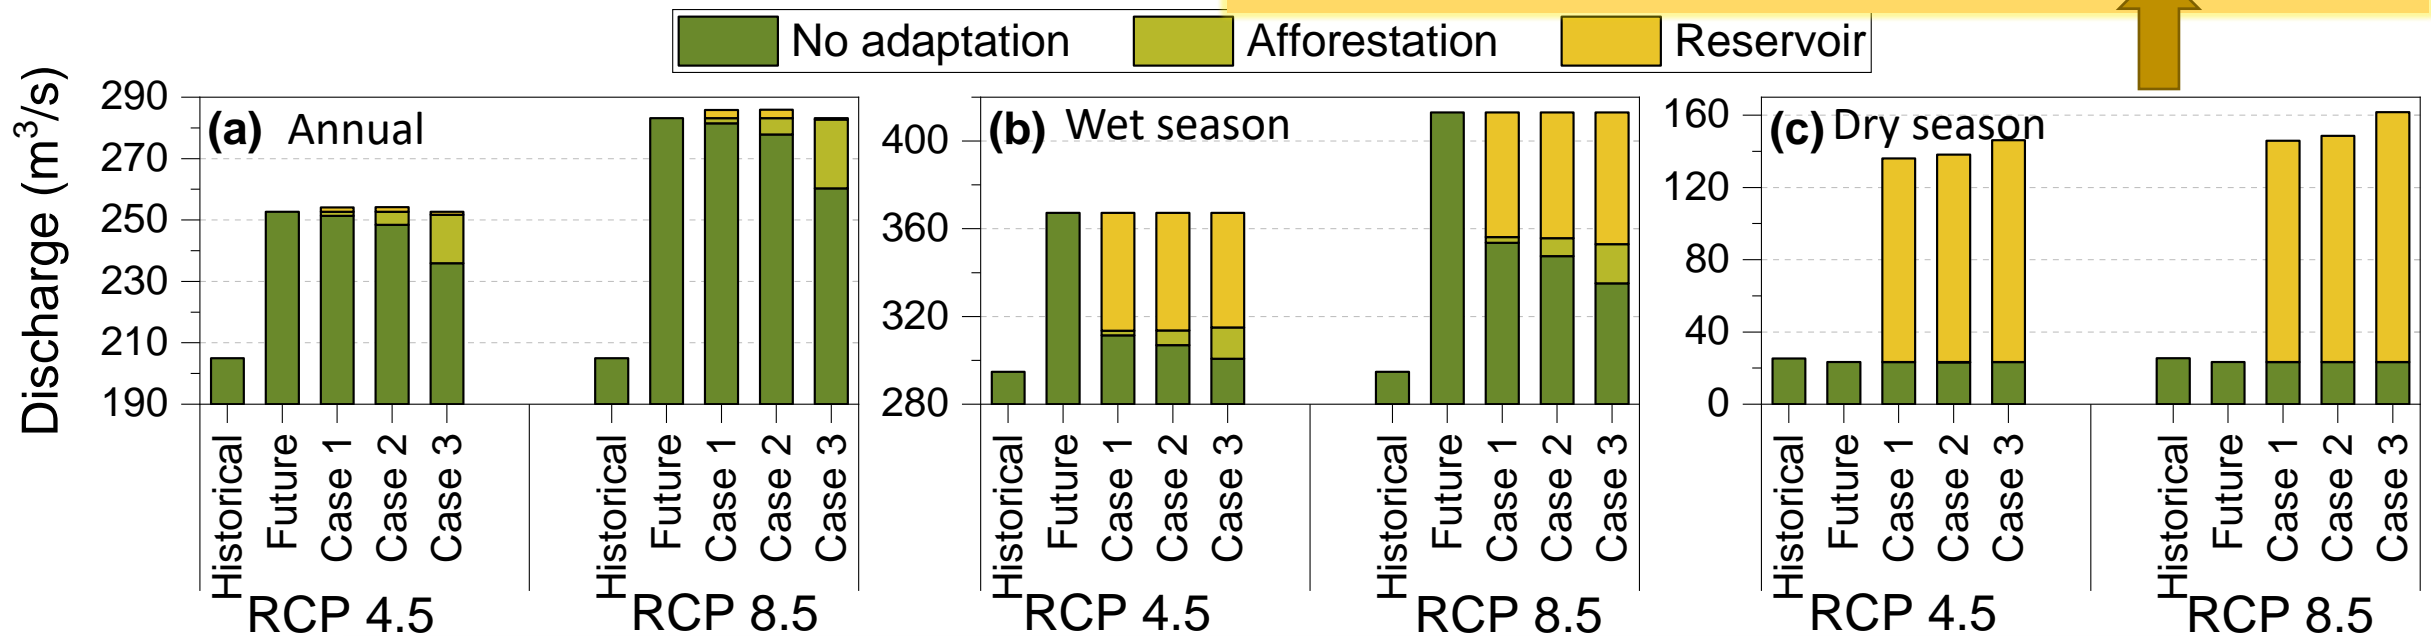 No adaptation Afforestation Reservoir
Discharge (m³/s)
290
270
250
230
210
190
(a) Annual
Historical
Future
Case 1
Case 2
Case 3
Historical
Future
Case 1
Case 2
Case 3
RCP 4.5 RCP 8.5
400
360
320
280
(b) Wet season
Historical
Future
Case 1
Case 2
Case 3
Historical
Future
Case 1
Case 2
Case 3
RCP 4.5 RCP 8.5
160
120
80
40
0
(c) Dry season
Historical
Future
Case 1
Case 2
Case 3
Historical
Future
Case 1
Case 2
Case 3
RCP 4.5 RCP 8.5